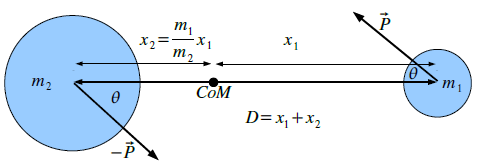 P⃗
x₂ = m₁/m₂ x₁
x₁
m₂
θ
CoM
θ
m₁
D = x₁ + x₂
−P⃗